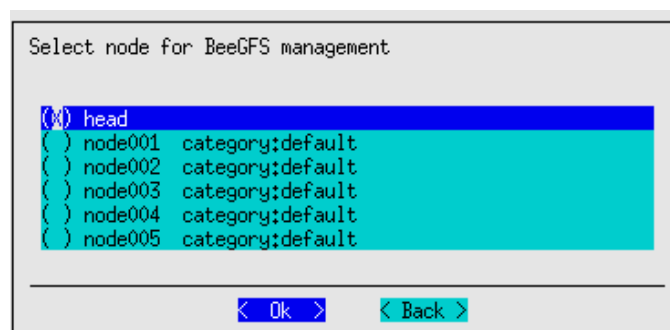 Select node for BeeGFS management
(X) head
( ) node001 category:default
( ) node002 category:default
( ) node003 category:default
( ) node004 category:default
( ) node005 category:default
< Ok > < Back >